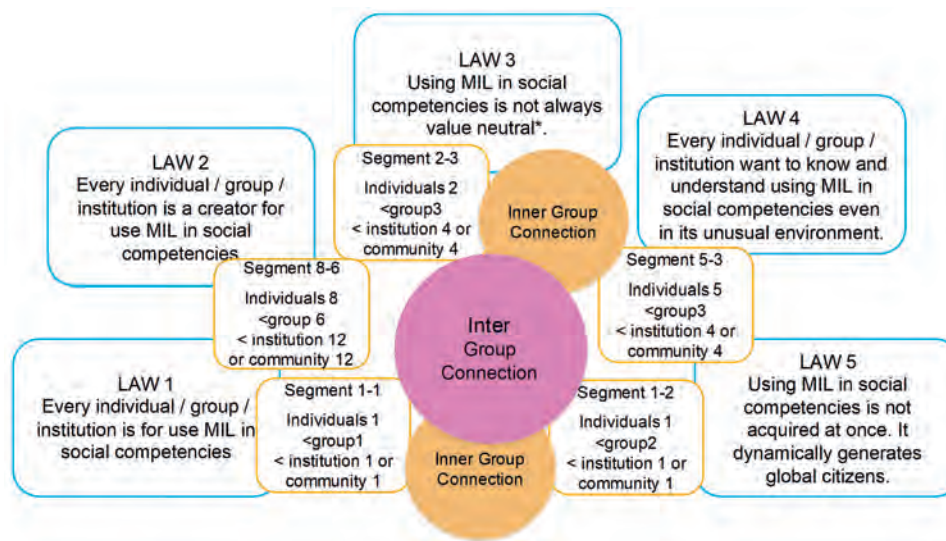 LAW 3
Using MIL in social
competencies is not always
value neutral*.
LAW 4
Every individual / group /
institution want to know and
understand using MIL in
social competencies even
in its unusual environment.
LAW 2
Every individual / group /
institution is a creator for
use MIL in social
competencies
Segment 2-3
Individuals 2
<group3
< institution 4 or
community 4
Inner Group
Connection
Segment 8-6
Individuals 8
<group 6
< institution 12
or community 12
Segment 5-3
Individuals 5
<group3
< institution 4 or
community 4
Inter
Group
Connection
LAW 1
Every individual / group /
institution is for use MIL in
social competencies
Segment 1-1
Individuals 1
<group1
< institution 1 or
community 1
Inner Group
Connection
Segment 1-2
Individuals 1
<group2
< institution 1 or
community 1
LAW 5
Using MIL in social
competencies is not
acquired at once. It
dynamically generates
global citizens.